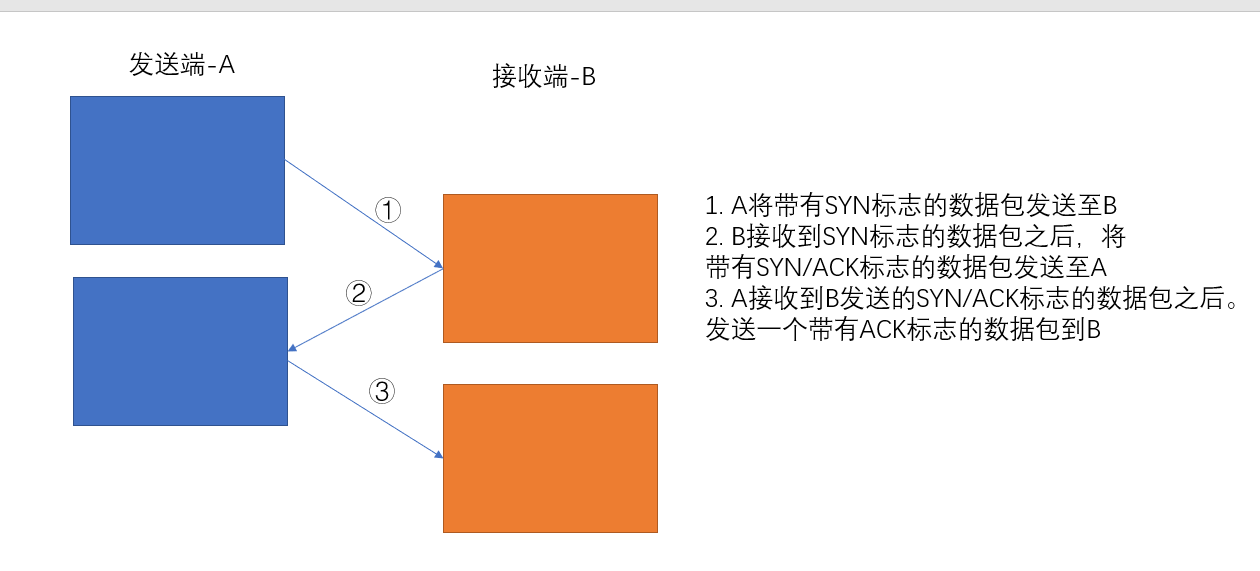 发送端-A
接收端-B
①
②
③
1. A将带有SYN标志的数据包发送至B
2. B接收到SYN标志的数据包之后，将
带有SYN/ACK标志的数据包发送至A
3. A接收到B发送的SYN/ACK标志的数据包之后。
发送一个带有ACK标志的数据包到B